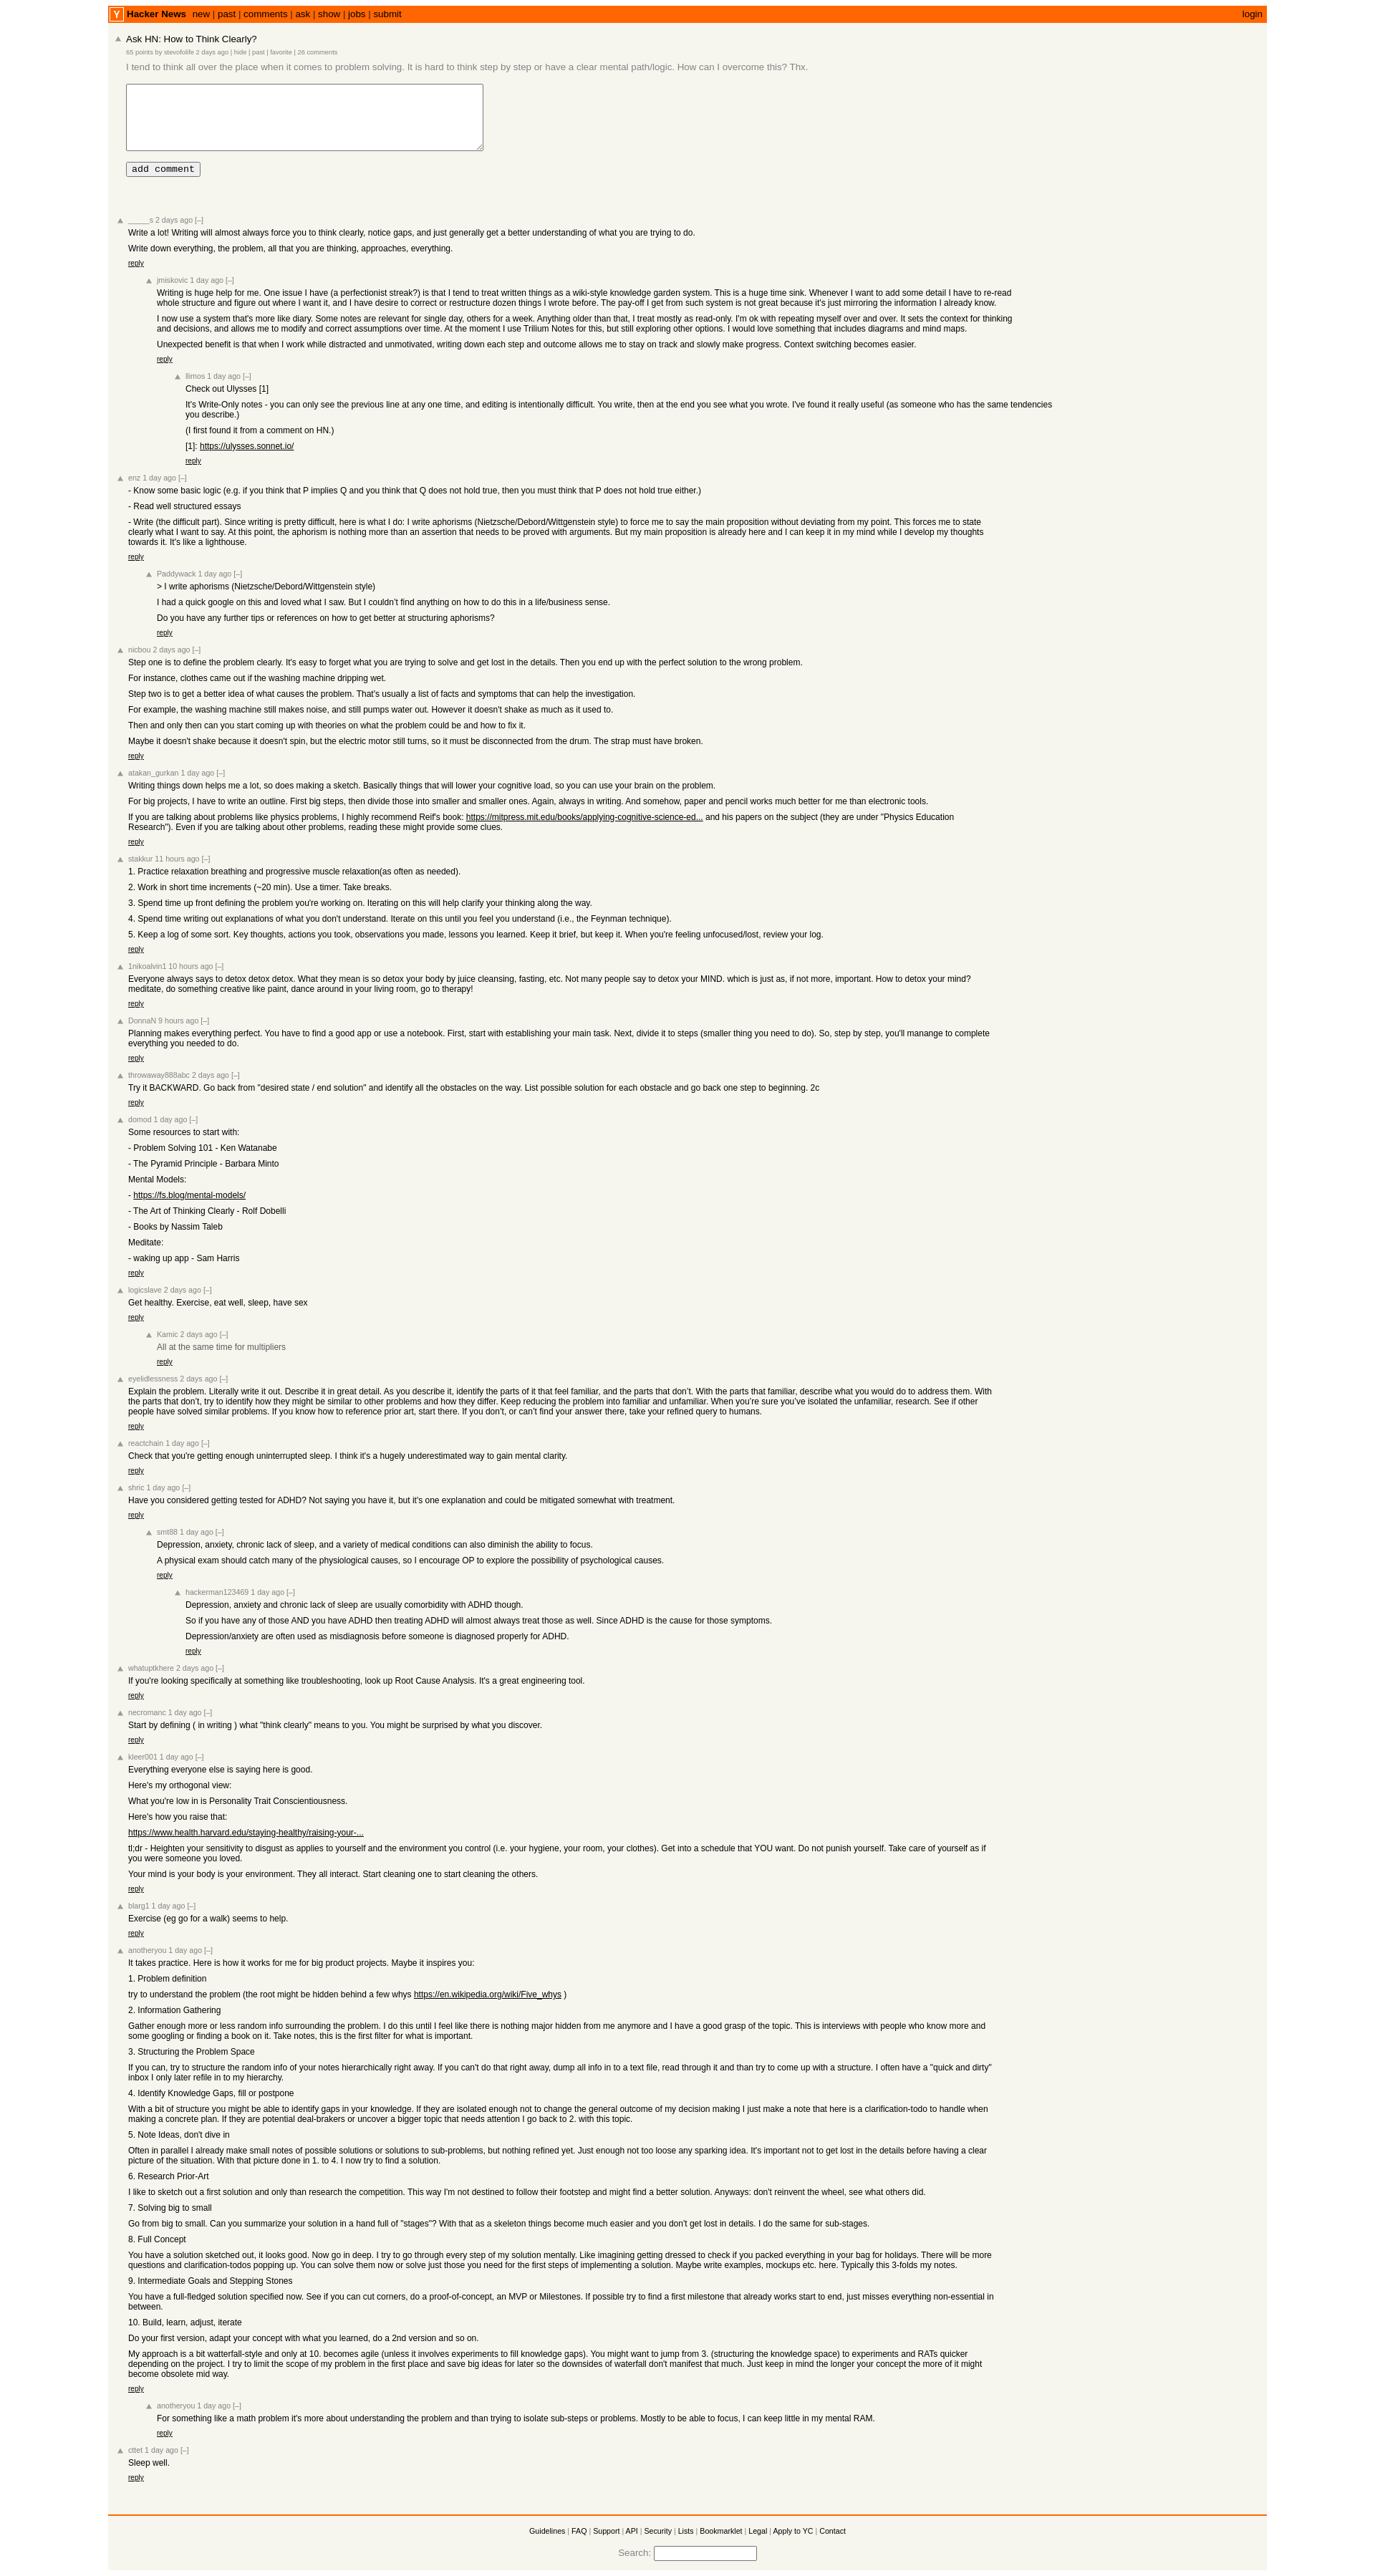 Y Hacker News new | past | comments | ask | show | jobs | submit login
Ask HN: How to Think Clearly?
65 points by stevofolife 2 days ago | hide | past | favorite | 26 comments
I tend to think all over the place when it comes to problem solving. It is hard to think step by step or have a clear mental path/logic. How can I overcome this? Thx.
add comment
_____s 2 days ago [–]
Write a lot! Writing will almost always force you to think clearly, notice gaps, and just generally get a better understanding of what you are trying to do.
Write down everything, the problem, all that you are thinking, approaches, everything.
reply
jmiskovic 1 day ago [–]
Writing is huge help for me. One issue I have (a perfectionist streak?) is that I tend to treat written things as a wiki-style knowledge garden system. This is a huge time sink. Whenever I want to add some detail I have to re-read
whole structure and figure out where I want it, and I have desire to correct or restructure dozen things I wrote before. The pay-off I get from such system is not great because it's just mirroring the information I already know.
I now use a system that's more like diary. Some notes are relevant for single day, others for a week. Anything older than that, I treat mostly as read-only. I'm ok with repeating myself over and over. It sets the context for thinking
and decisions, and allows me to modify and correct assumptions over time. At the moment I use Trilium Notes for this, but still exploring other options. I would love something that includes diagrams and mind maps.
Unexpected benefit is that when I work while distracted and unmotivated, writing down each step and outcome allows me to stay on track and slowly make progress. Context switching becomes easier.
reply
llimos 1 day ago [–]
Check out Ulysses [1]
It's Write-Only notes - you can only see the previous line at any one time, and editing is intentionally difficult. You write, then at the end you see what you wrote. I've found it really useful (as someone who has the same tendencies
you describe.)
(I first found it from a comment on HN.)
[1]: https://ulysses.sonnet.io/
reply
enz 1 day ago [–]
- Know some basic logic (e.g. if you think that P implies Q and you think that Q does not hold true, then you must think that P does not hold true either.)
- Read well structured essays
- Write (the difficult part). Since writing is pretty difficult, here is what I do: I write aphorisms (Nietzsche/Debord/Wittgenstein style) to force me to say the main proposition without deviating from my point. This forces me to state
clearly what I want to say. At this point, the aphorism is nothing more than an assertion that needs to be proved with arguments. But my main proposition is already here and I can keep it in my mind while I develop my thoughts
towards it. It's like a lighthouse.
reply
Paddywack 1 day ago [–]
> I write aphorisms (Nietzsche/Debord/Wittgenstein style)
I had a quick google on this and loved what I saw. But I couldn't find anything on how to do this in a life/business sense.
Do you have any further tips or references on how to get better at structuring aphorisms?
reply
nicbou 2 days ago [–]
Step one is to define the problem clearly. It's easy to forget what you are trying to solve and get lost in the details. Then you end up with the perfect solution to the wrong problem.
For instance, clothes came out if the washing machine dripping wet.
Step two is to get a better idea of what causes the problem. That's usually a list of facts and symptoms that can help the investigation.
For example, the washing machine still makes noise, and still pumps water out. However it doesn't shake as much as it used to.
Then and only then can you start coming up with theories on what the problem could be and how to fix it.
Maybe it doesn't shake because it doesn't spin, but the electric motor still turns, so it must be disconnected from the drum. The strap must have broken.
reply
atakan_gurkan 1 day ago [–]
Writing things down helps me a lot, so does making a sketch. Basically things that will lower your cognitive load, so you can use your brain on the problem.
For big projects, I have to write an outline. First big steps, then divide those into smaller and smaller ones. Again, always in writing. And somehow, paper and pencil works much better for me than electronic tools.
If you are talking about problems like physics problems, I highly recommend Reif's book: https://mitpress.mit.edu/books/applying-cognitive-science-ed... and his papers on the subject (they are under "Physics Education
Research"). Even if you are talking about other problems, reading these might provide some clues.
reply
stakkur 11 hours ago [–]
1. Practice relaxation breathing and progressive muscle relaxation(as often as needed).
2. Work in short time increments (~20 min). Use a timer. Take breaks.
3. Spend time up front defining the problem you're working on. Iterating on this will help clarify your thinking along the way.
4. Spend time writing out explanations of what you don't understand. Iterate on this until you feel you understand (i.e., the Feynman technique).
5. Keep a log of some sort. Key thoughts, actions you took, observations you made, lessons you learned. Keep it brief, but keep it. When you're feeling unfocused/lost, review your log.
reply
1nikoalvin1 10 hours ago [–]
Everyone always says to detox detox detox. What they mean is so detox your body by juice cleansing, fasting, etc. Not many people say to detox your MIND. which is just as, if not more, important. How to detox your mind?
meditate, do something creative like paint, dance around in your living room, go to therapy!
reply
DonnaN 9 hours ago [–]
Planning makes everything perfect. You have to find a good app or use a notebook. First, start with establishing your main task. Next, divide it to steps (smaller thing you need to do). So, step by step, you'll manange to complete
everything you needed to do.
reply
throwaway888abc 2 days ago [–]
Try it BACKWARD. Go back from "desired state / end solution" and identify all the obstacles on the way. List possible solution for each obstacle and go back one step to beginning. 2c
reply
domod 1 day ago [–]
Some resources to start with:
- Problem Solving 101 - Ken Watanabe
- The Pyramid Principle - Barbara Minto
Mental Models:
- https://fs.blog/mental-models/
- The Art of Thinking Clearly - Rolf Dobelli
- Books by Nassim Taleb
Meditate:
- waking up app - Sam Harris
reply
logicslave 2 days ago [–]
Get healthy. Exercise, eat well, sleep, have sex
reply
Kamic 2 days ago [–]
All at the same time for multipliers
reply
eyelidlessness 2 days ago [–]
Explain the problem. Literally write it out. Describe it in great detail. As you describe it, identify the parts of it that feel familiar, and the parts that don't. With the parts that familiar, describe what you would do to address them. With
the parts that don't, try to identify how they might be similar to other problems and how they differ. Keep reducing the problem into familiar and unfamiliar. When you're sure you've isolated the unfamiliar, research. See if other
people have solved similar problems. If you know how to reference prior art, start there. If you don't, or can't find your answer there, take your refined query to humans.
reply
reactchain 1 day ago [–]
Check that you're getting enough uninterrupted sleep. I think it's a hugely underestimated way to gain mental clarity.
reply
shric 1 day ago [–]
Have you considered getting tested for ADHD? Not saying you have it, but it's one explanation and could be mitigated somewhat with treatment.
reply
smt88 1 day ago [–]
Depression, anxiety, chronic lack of sleep, and a variety of medical conditions can also diminish the ability to focus.
A physical exam should catch many of the physiological causes, so I encourage OP to explore the possibility of psychological causes.
reply
hackerman123469 1 day ago [–]
Depression, anxiety and chronic lack of sleep are usually comorbidity with ADHD though.
So if you have any of those AND you have ADHD then treating ADHD will almost always treat those as well. Since ADHD is the cause for those symptoms.
Depression/anxiety are often used as misdiagnosis before someone is diagnosed properly for ADHD.
reply
whatuptkhere 2 days ago [–]
If you're looking specifically at something like troubleshooting, look up Root Cause Analysis. It's a great engineering tool.
reply
necromanc 1 day ago [–]
Start by defining ( in writing ) what "think clearly" means to you. You might be surprised by what you discover.
reply
kleer001 1 day ago [–]
Everything everyone else is saying here is good.
Here's my orthogonal view:
What you're low in is Personality Trait Conscientiousness.
Here's how you raise that:
https://www.health.harvard.edu/staying-healthy/raising-your-...
tl;dr - Heighten your sensitivity to disgust as applies to yourself and the environment you control (i.e. your hygiene, your room, your clothes). Get into a schedule that YOU want. Do not punish yourself. Take care of yourself as if
you were someone you loved.
Your mind is your body is your environment. They all interact. Start cleaning one to start cleaning the others.
reply
blarg1 1 day ago [–]
Exercise (eg go for a walk) seems to help.
reply
anotheryou 1 day ago [–]
It takes practice. Here is how it works for me for big product projects. Maybe it inspires you:
1. Problem definition
try to understand the problem (the root might be hidden behind a few whys https://en.wikipedia.org/wiki/Five_whys )
2. Information Gathering
Gather enough more or less random info surrounding the problem. I do this until I feel like there is nothing major hidden from me anymore and I have a good grasp of the topic. This is interviews with people who know more and
some googling or finding a book on it. Take notes, this is the first filter for what is important.
3. Structuring the Problem Space
If you can, try to structure the random info of your notes hierarchically right away. If you can't do that right away, dump all info in to a text file, read through it and than try to come up with a structure. I often have a "quick and dirty"
inbox I only later refile in to my hierarchy.
4. Identify Knowledge Gaps, fill or postpone
With a bit of structure you might be able to identify gaps in your knowledge. If they are isolated enough not to change the general outcome of my decision making I just make a note that here is a clarification-todo to handle when
making a concrete plan. If they are potential deal-brakers or uncover a bigger topic that needs attention I go back to 2. with this topic.
5. Note Ideas, don't dive in
Often in parallel I already make small notes of possible solutions or solutions to sub-problems, but nothing refined yet. Just enough not too loose any sparking idea. It's important not to get lost in the details before having a clear
picture of the situation. With that picture done in 1. to 4. I now try to find a solution.
6. Research Prior-Art
I like to sketch out a first solution and only than research the competition. This way I'm not destined to follow their footstep and might find a better solution. Anyways: don't reinvent the wheel, see what others did.
7. Solving big to small
Go from big to small. Can you summarize your solution in a hand full of "stages"? With that as a skeleton things become much easier and you don't get lost in details. I do the same for sub-stages.
8. Full Concept
You have a solution sketched out, it looks good. Now go in deep. I try to go through every step of my solution mentally. Like imagining getting dressed to check if you packed everything in your bag for holidays. There will be more
questions and clarification-todos popping up. You can solve them now or solve just those you need for the first steps of implementing a solution. Maybe write examples, mockups etc. here. Typically this 3-folds my notes.
9. Intermediate Goals and Stepping Stones
You have a full-fledged solution specified now. See if you can cut corners, do a proof-of-concept, an MVP or Milestones. If possible try to find a first milestone that already works start to end, just misses everything non-essential in
between.
10. Build, learn, adjust, iterate
Do your first version, adapt your concept with what you learned, do a 2nd version and so on.
My approach is a bit watterfall-style and only at 10. becomes agile (unless it involves experiments to fill knowledge gaps). You might want to jump from 3. (structuring the knowledge space) to experiments and RATs quicker
depending on the project. I try to limit the scope of my problem in the first place and save big ideas for later so the downsides of waterfall don't manifest that much. Just keep in mind the longer your concept the more of it might
become obsolete mid way.
reply
anotheryou 1 day ago [–]
For something like a math problem it's more about understanding the problem and than trying to isolate sub-steps or problems. Mostly to be able to focus, I can keep little in my mental RAM.
reply
cttet 1 day ago [–]
Sleep well.
reply
Guidelines | FAQ | Support | API | Security | Lists | Bookmarklet | Legal | Apply to YC | Contact
Search: